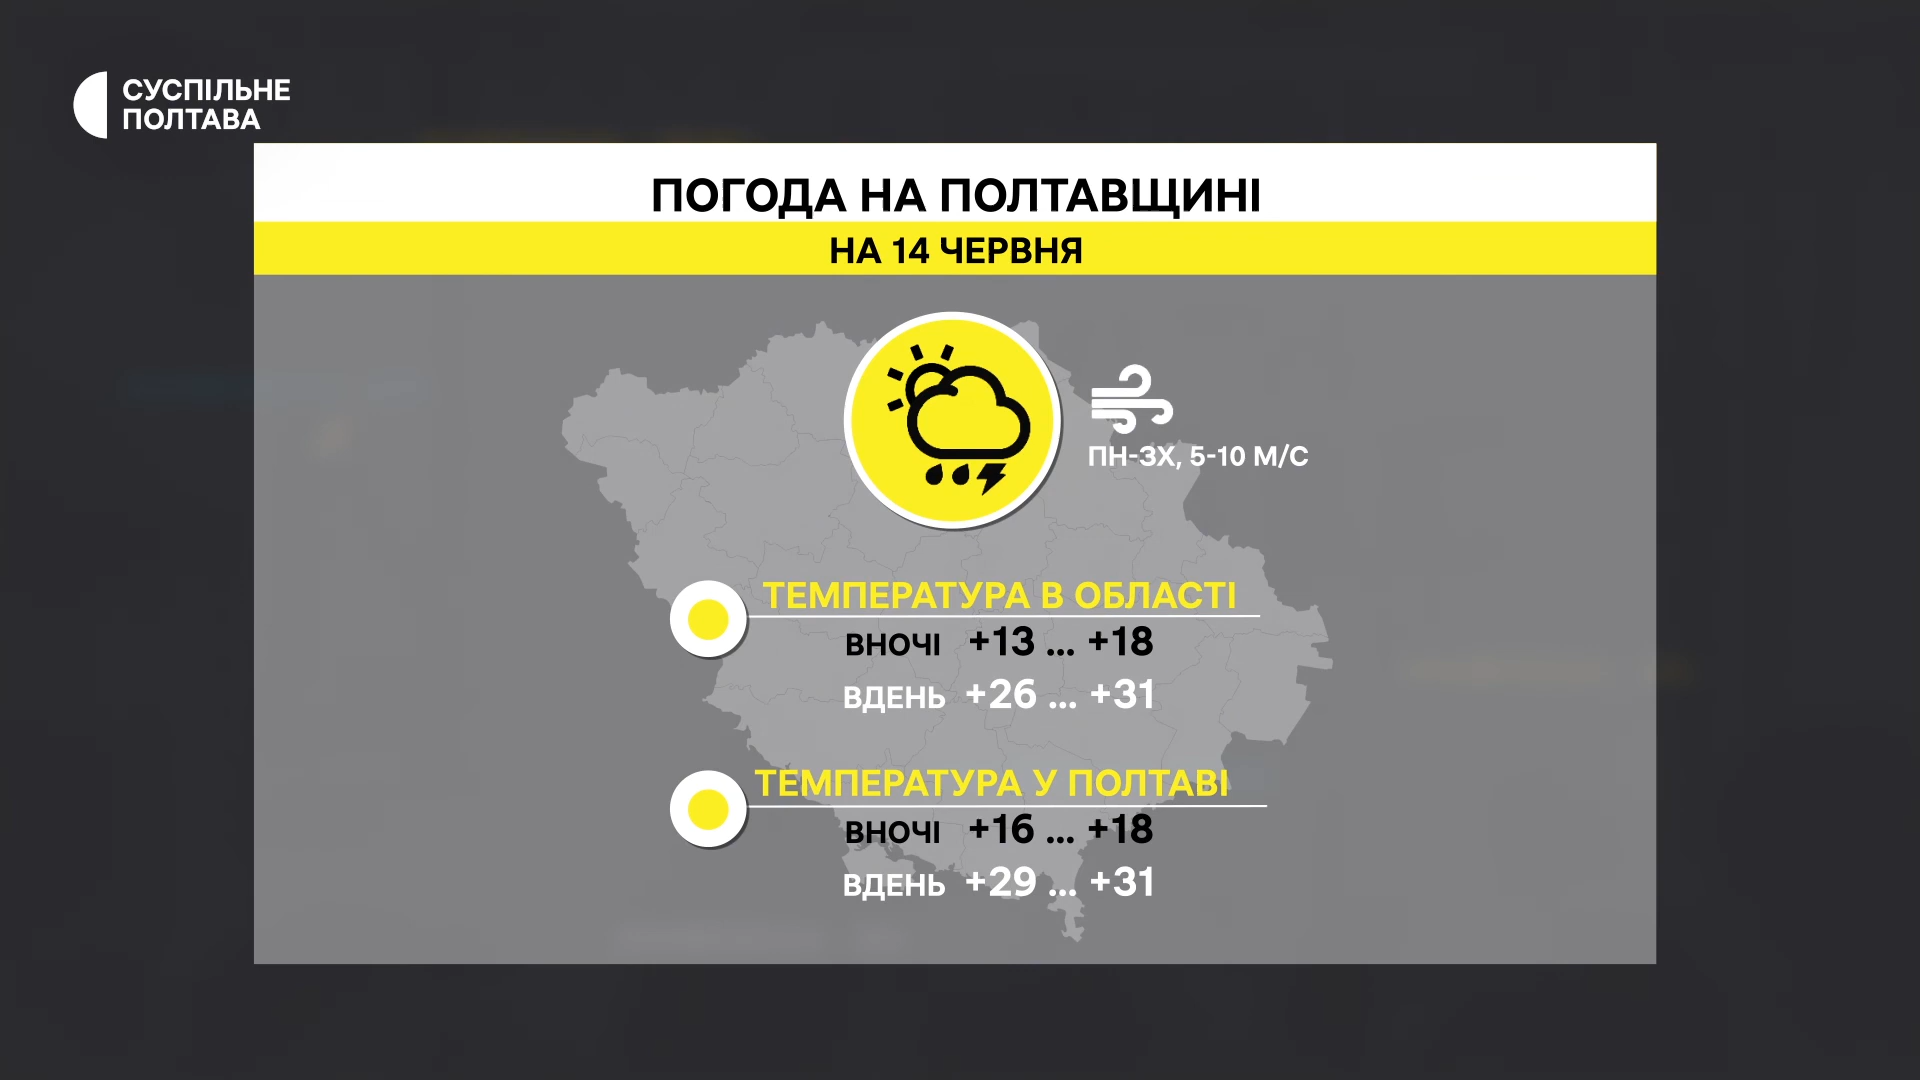 СУСПІЛЬНЕ
ПОЛТАВА
ПОГОДА НА ПОЛТАВЩИНІ
НА 14 ЧЕРВНЯ
ПН-ЗХ, 5-10 М/С
ТЕМПЕРАТУРА В ОБЛАСТІ
ВНОЧІ +13 ... +18
ВДЕНЬ +26 ... +31
ТЕМПЕРАТУРА У ПОЛТАВІ
ВНОЧІ +16 ... +18
ВДЕНЬ +29 ... +31